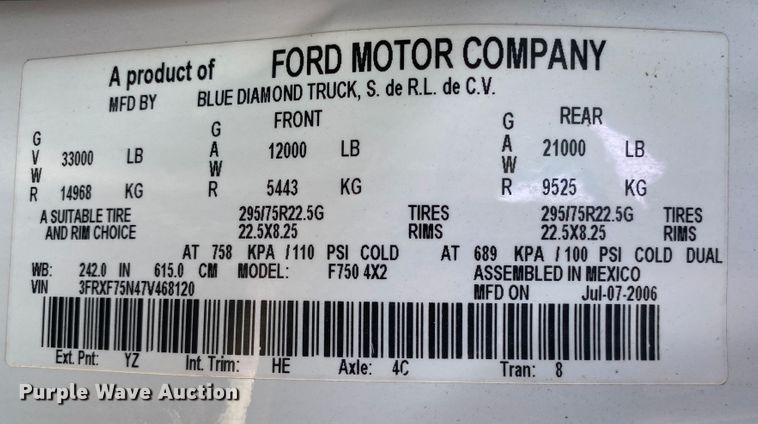 A product of FORD MOTOR COMPANY
MFD BY BLUE DIAMOND TRUCK, S. de R.L. de C.V.
FRONT REAR
GVWR 33000 LB GAWR 12000 LB GAWR 21000 LB
14968 KG 5443 KG 9525 KG
A SUITABLE TIRE 295/75R22.5G TIRES 295/75R22.5G TIRES
AND RIM CHOICE 22.5X8.25 RIMS 22.5X8.25 RIMS
AT 758 KPA /110 PSI COLD AT 689 KPA /100 PSI COLD DUAL
WB: 242.0 IN 615.0 CM MODEL: F750 4X2 ASSEMBLED IN MEXICO
VIN 3FRXF75N47V468120 MFD ON Jul-07-2006
Ext. Pnt: YZ Int. Trim: HE Axle: 4C Tran: 8
Purple Wave Auction